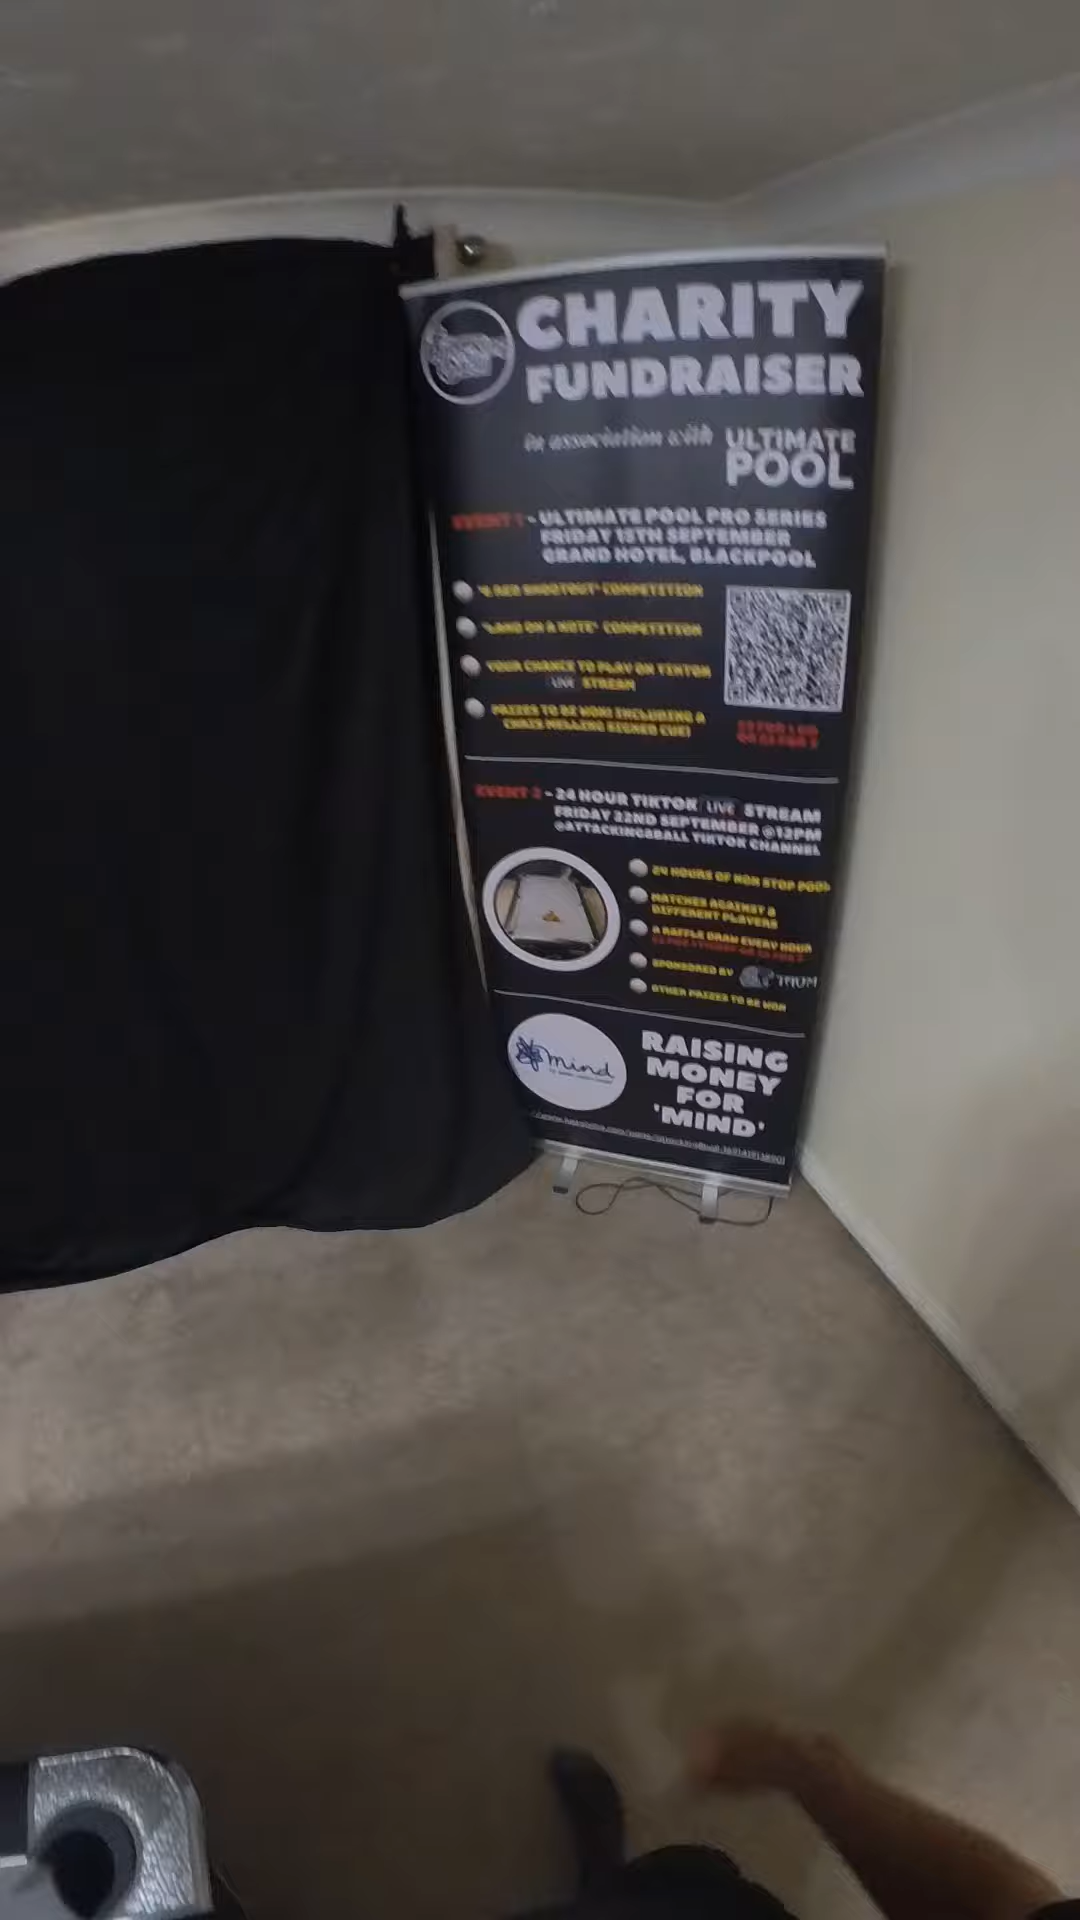 CHARITY
FUNDRAISER
in association with ULTIMATE
POOL
EVENT 1 - ULTIMATE POOL PRO SERIES
FRIDAY 15TH SEPTEMBER
GRAND HOTEL, BLACKPOOL
SHOOTOUT" COMPETITION
"LAND ON A NOTE" COMPETITION
YOUR CHANCE TO PLAY ON TIKTOK
LIVE STREAM
PRIZES TO BE WON! INCLUDING A
CHRIS MELLING SIGNED CUE!
EVENT 2 - 24 HOUR TIKTOK LIVE STREAM
FRIDAY 22ND SEPTEMBER @12PM
@ATTACKING8BALL TIKTOK CHANNEL
24 HOURS OF NON STOP POOL
MATCHES AGAINST 8
DIFFERENT PLAYERS
A RAFFLE DRAW EVERY HOUR
SPONSORED BY
OTHER PRIZES TO BE WON
mind
RAISING
MONEY
FOR
'MIND'